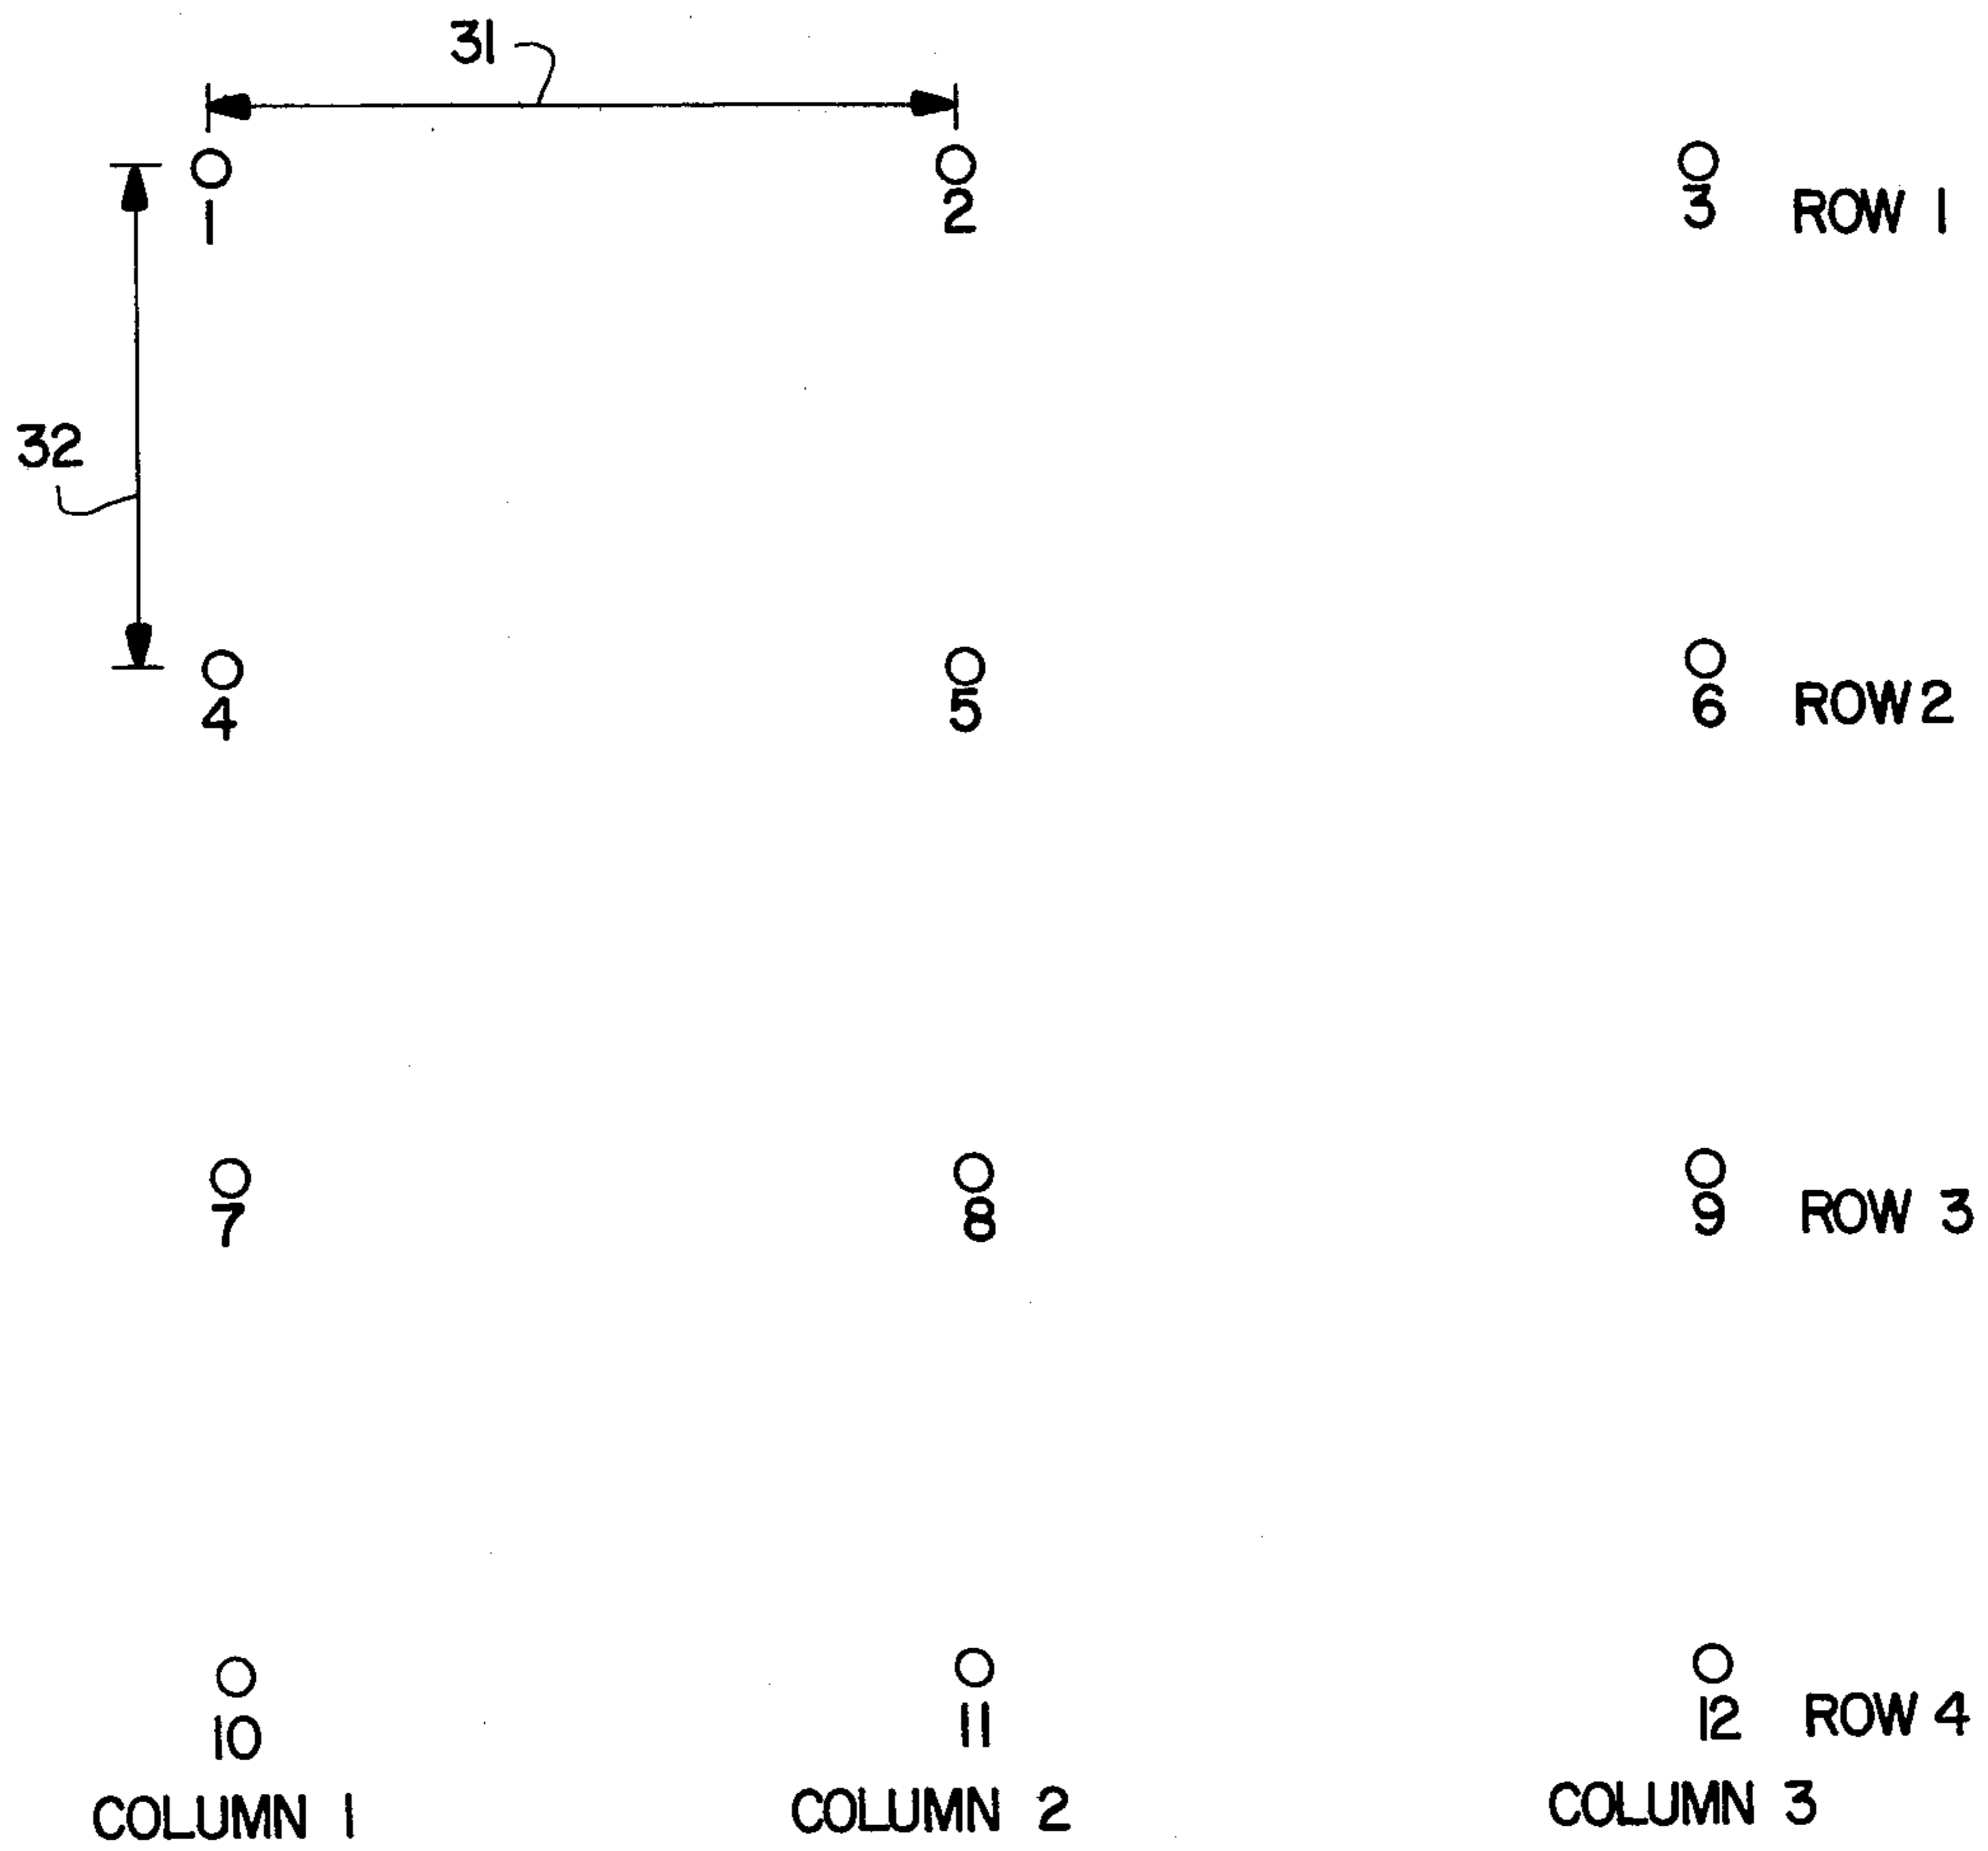 31
1 2 3 ROW 1
32
4 5 6 ROW 2
7 8 9 ROW 3
10 11 12 ROW 4
COLUMN 1 COLUMN 2 COLUMN 3